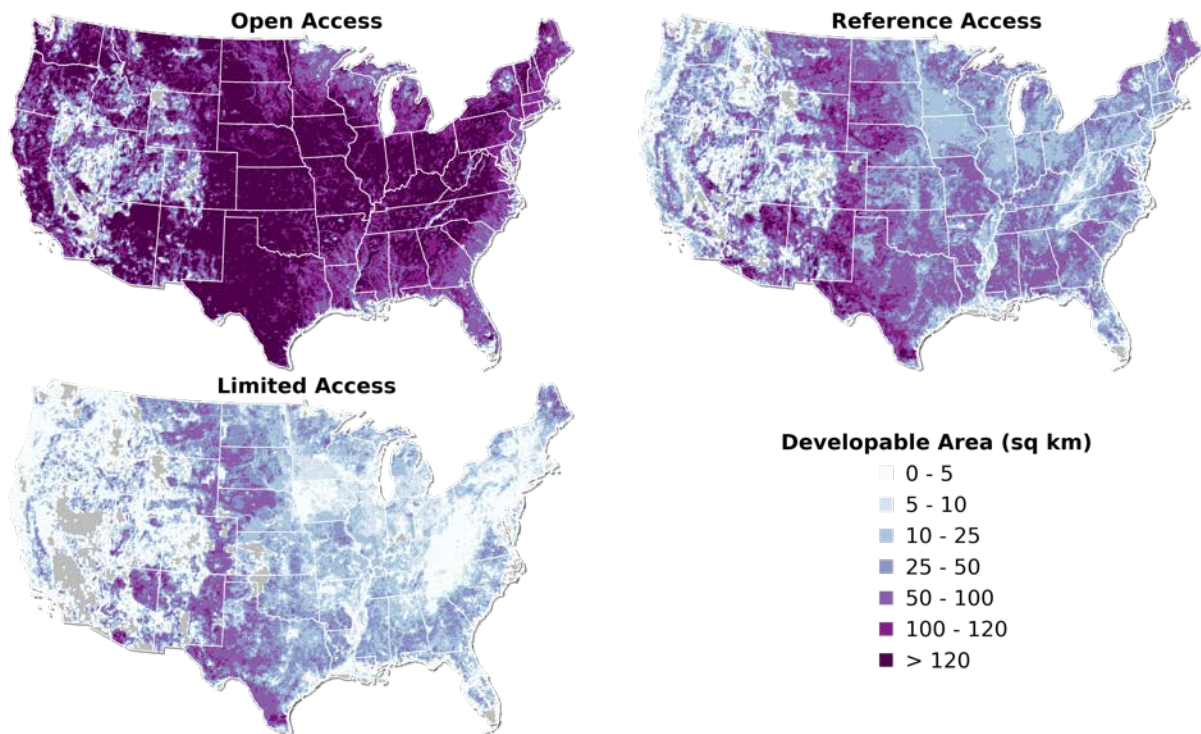 Open Access
Reference Access
Limited Access
Developable Area (sq km)
0 - 5
5 - 10
10 - 25
25 - 50
50 - 100
100 - 120
> 120